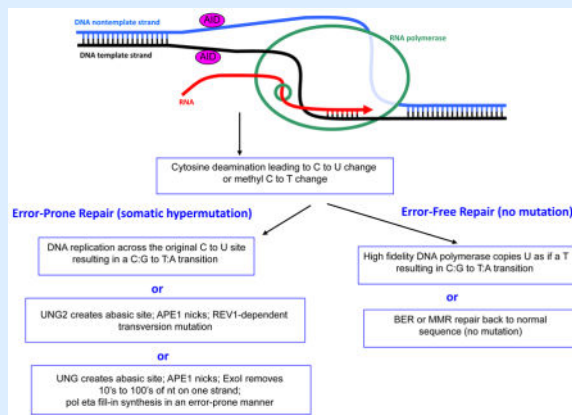 DNA nontemplate strand
AID
RNA polymerase
DNA template strand
AID
RNA
Cytosine deamination leading to C to U change
or methyl C to T change
Error-Prone Repair (somatic hypermutation)
Error-Free Repair (no mutation)
DNA replication across the original C to U site
resulting in a C:G to T:A transition
High fidelity DNA polymerase copies U as if a T
resulting in C:G to T:A transition
or
or
UNG2 creates abasic site; APE1 nicks; REV1-dependent
transversion mutation
BER or MMR repair back to normal
sequence (no mutation)
or
UNG creates abasic site; APE1 nicks; ExoI removes
10's to 100's of nt on one strand;
pol eta fill-in synthesis in an error-prone manner